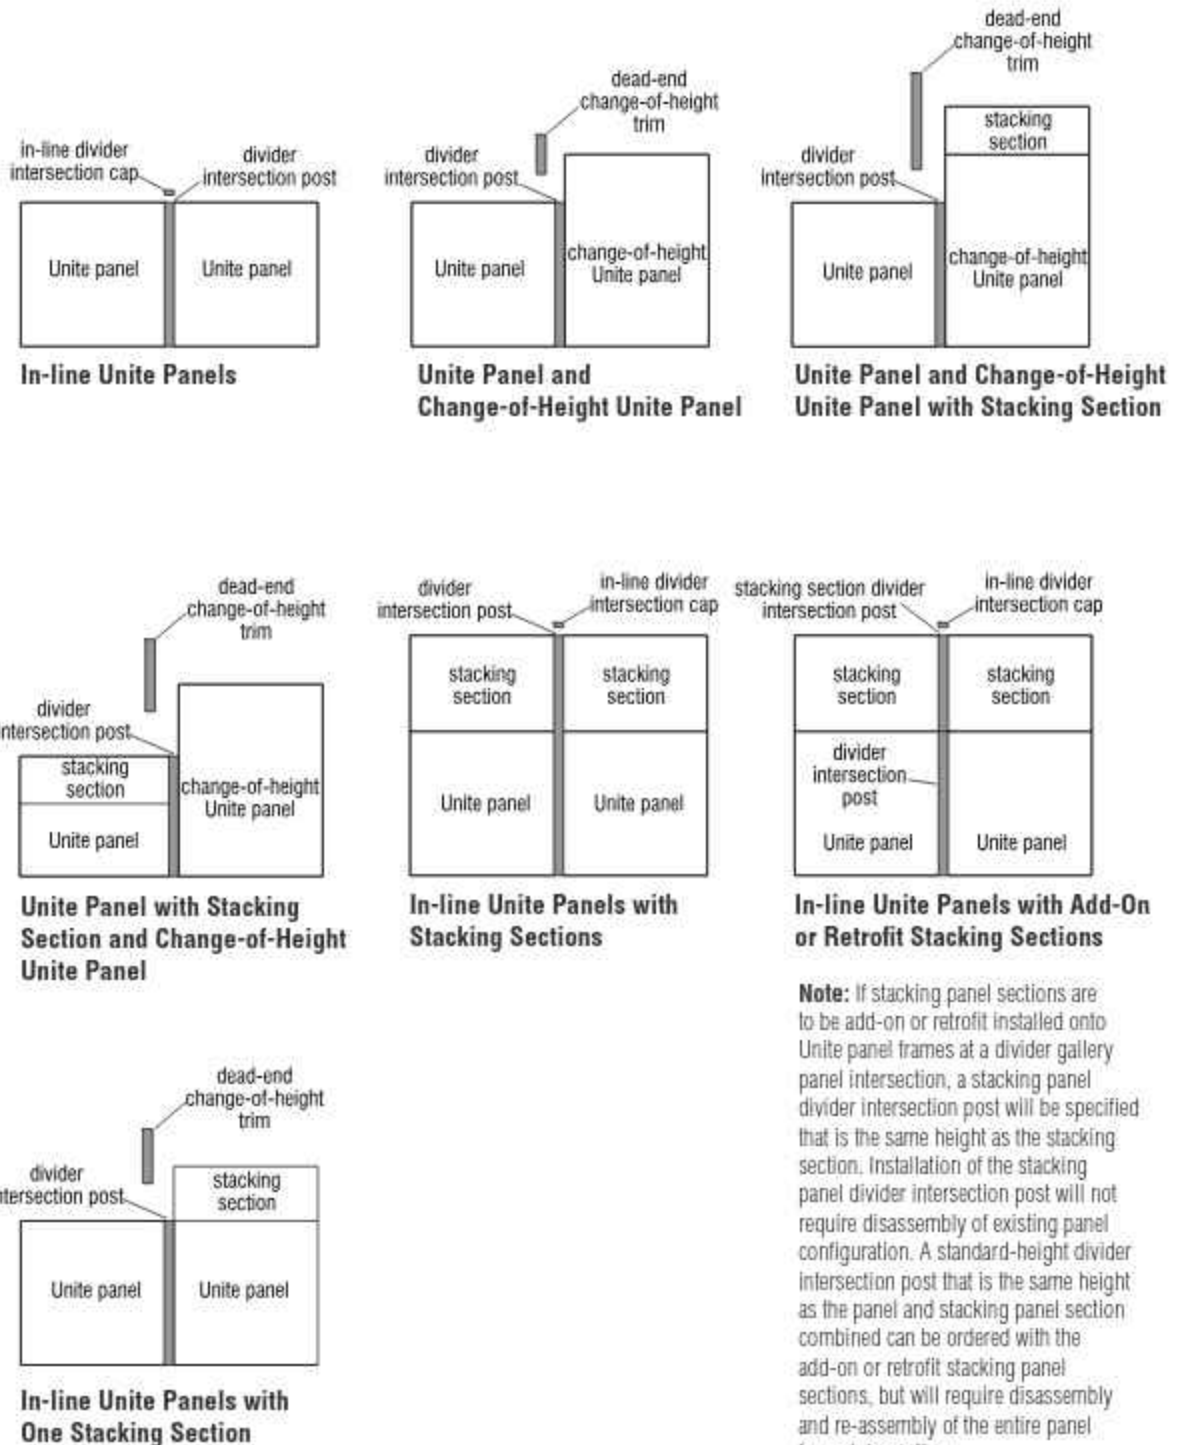 in-line divider
intersection cap
divider
intersection post
Unite panel
Unite panel
In-line Unite Panels
dead-end
change-of-height
trim
divider
intersection post
Unite panel
change-of-height
Unite panel
Unite Panel and
Change-of-Height Unite Panel
dead-end
change-of-height
trim
divider
intersection post
stacking
section
Unite panel
change-of-height
Unite panel
Unite Panel and Change-of-Height
Unite Panel with Stacking Section
dead-end
change-of-height
trim
divider
intersection post
stacking
section
Unite panel
change-of-height
Unite panel
Unite Panel with Stacking
Section and Change-of-Height
Unite Panel
divider
intersection post
in-line divider
intersection cap
stacking
section
stacking
section
Unite panel
Unite panel
In-line Unite Panels with
Stacking Sections
stacking section divider
intersection post
in-line divider
intersection cap
stacking
section
stacking
section
divider
intersection
post
Unite panel
Unite panel
In-line Unite Panels with Add-On
or Retrofit Stacking Sections
Note: If stacking panel sections are
to be add-on or retrofit installed onto
Unite panel frames at a divider gallery
panel intersection, a stacking panel
divider intersection post will be specified
that is the same height as the stacking
section. Installation of the stacking
panel divider intersection post will not
require disassembly of existing panel
configuration. A standard-height divider
intersection post that is the same height
as the panel and stacking panel section
combined can be ordered with the
add-on or retrofit stacking panel
sections, but will require disassembly
and re-assembly of the entire panel
dead-end
change-of-height
trim
divider
intersection post
stacking
section
Unite panel
Unite panel
In-line Unite Panels with
One Stacking Section